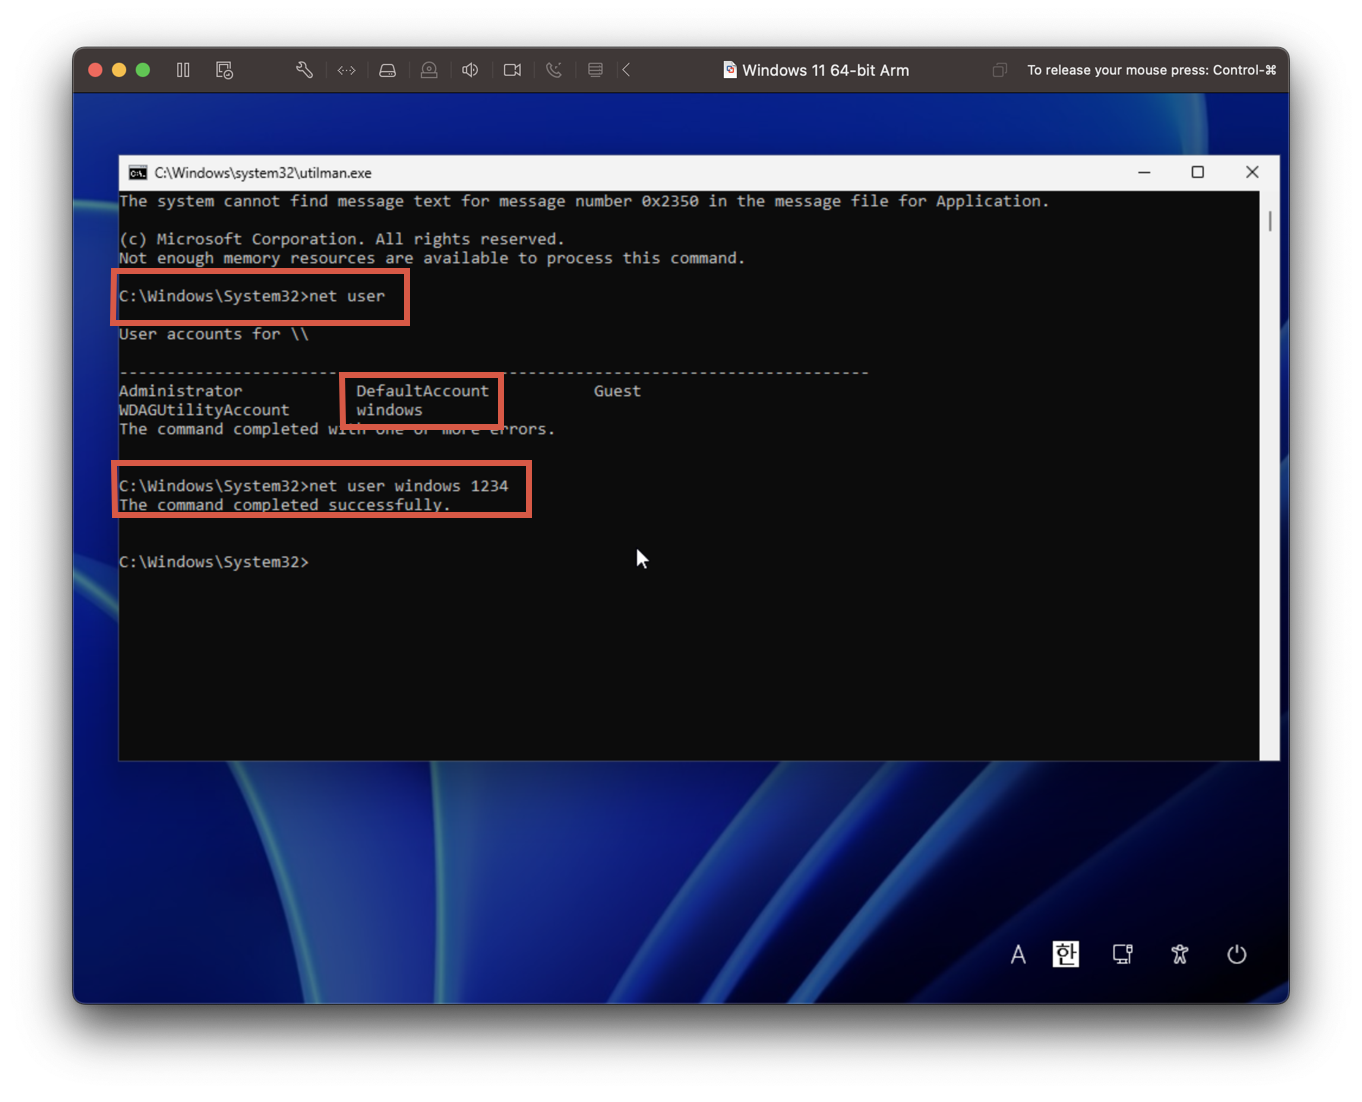 Windows 11 64-bit Arm
To release your mouse press: Control-⌘
C:\Windows\system32\utilman.exe
The system cannot find message text for message number 0x2350 in the message file for Application.
(c) Microsoft Corporation. All rights reserved.
Not enough memory resources are available to process this command.
C:\Windows\System32>net user
User accounts for \\
-------------------------------------------------------------------------------
Administrator DefaultAccount Guest
WDAGUtilityAccount windows
The command completed with one or more errors.
C:\Windows\System32>net user windows 1234
The command completed successfully.
C:\Windows\System32>
A 한